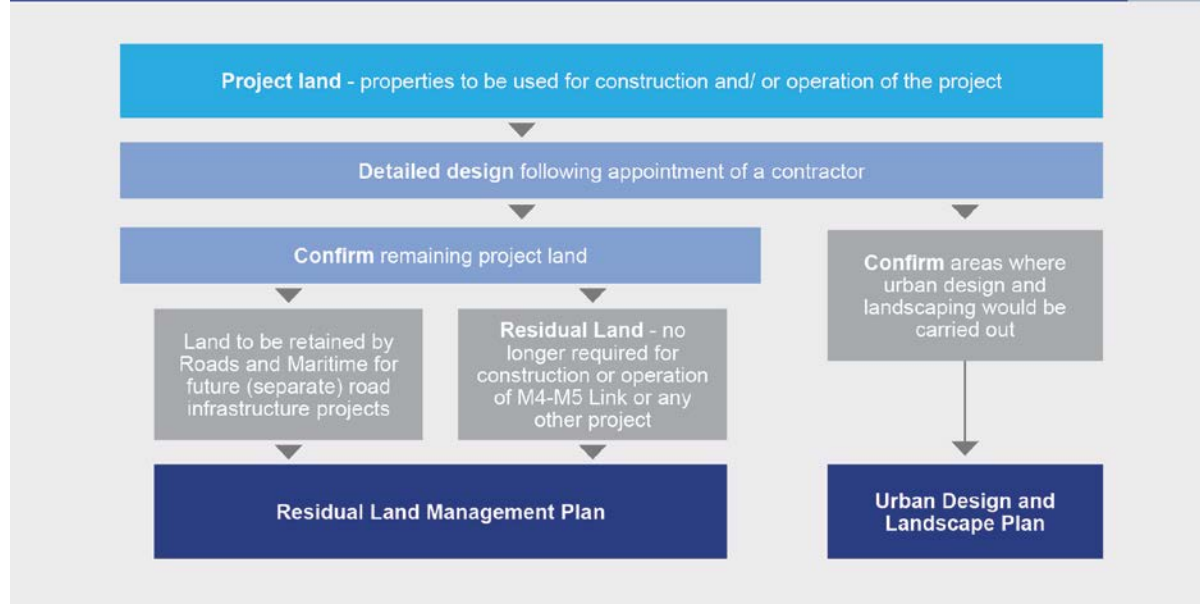 Project land - properties to be used for construction and/ or operation of the project
Detailed design following appointment of a contractor
Confirm remaining project land
Confirm areas where
urban design and
landscaping would be
carried out
Land to be retained by
Roads and Maritime for
future (separate) road
infrastructure projects
Residual Land - no
longer required for
construction or operation
of M4-M5 Link or any
other project
Residual Land Management Plan
Urban Design and
Landscape Plan